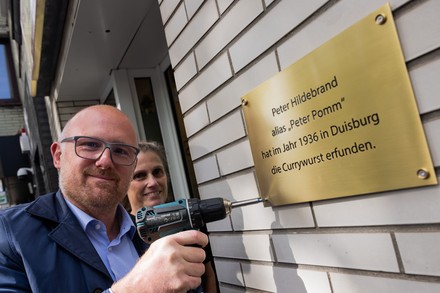 Peter Hildebrand
alias „Peter Pomm"
hat im Jahr 1936 in Duisburg
die Currywurst erfunden.